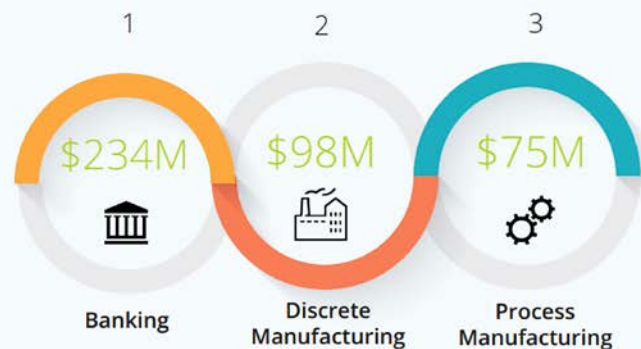 1
2
3
$234M
$98M
$75M
Banking
Discrete
Manufacturing
Process
Manufacturing